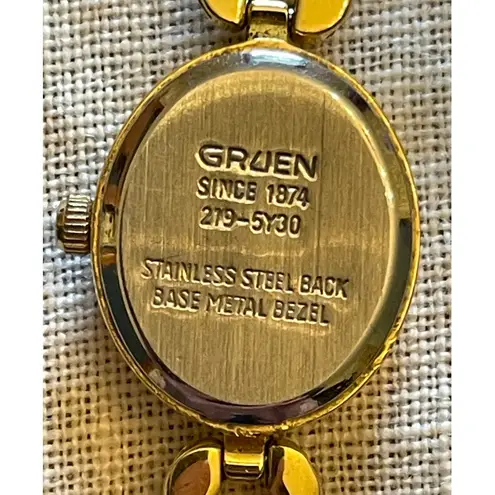 GRUEN
SINCE 1874
219-5Y30
STAINLESS STEEL BACK
BASE METAL BEZEL